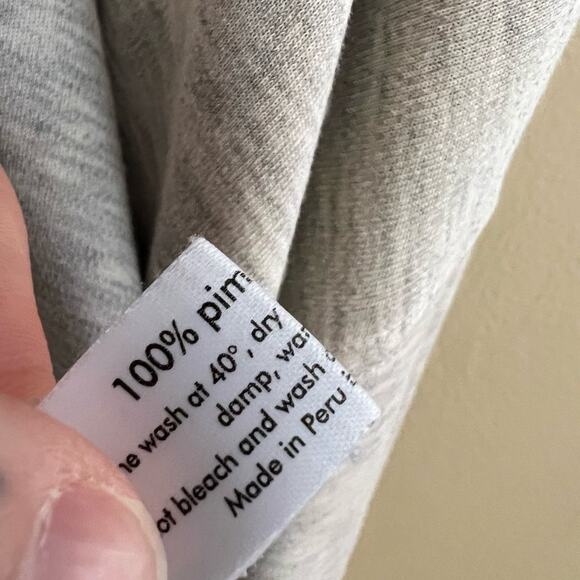 100% pim
ne wash at 40°, dry
damp, wa
ot bleach and wash
Made in Peru